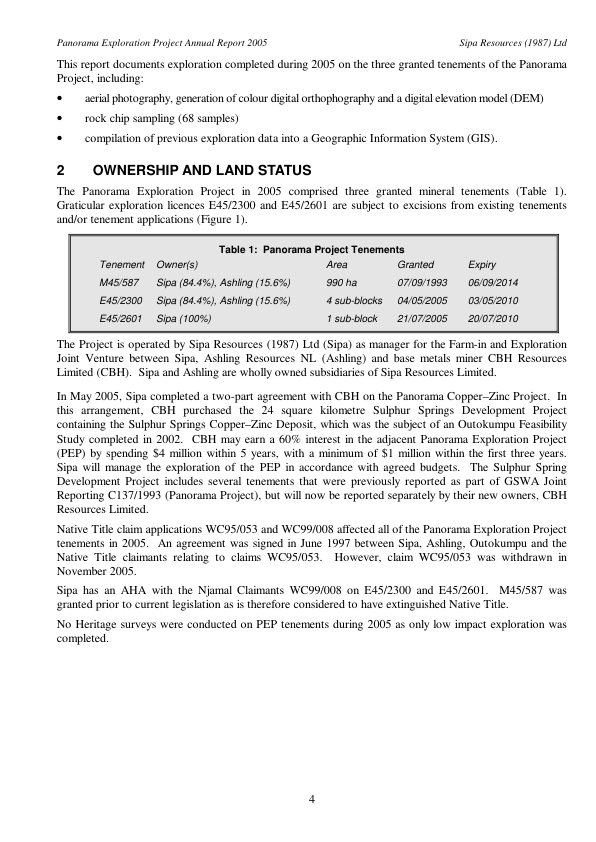 Panorama Exploration Project Annual Report 2005 Sipa Resources (1987) Ltd
This report documents exploration completed during 2005 on the three granted tenements of the Panorama
Project, including:
• aerial photography, generation of colour digital orthophography and a digital elevation model (DEM)
• rock chip sampling (68 samples)
• compilation of previous exploration data into a Geographic Information System (GIS).
2 OWNERSHIP AND LAND STATUS
The Panorama Exploration Project in 2005 comprised three granted mineral tenements (Table 1).
Graticular exploration licences E45/2300 and E45/2601 are subject to excisions from existing tenements
and/or tenement applications (Figure 1).
Table 1: Panorama Project Tenements
Tenement Owner(s) Area Granted Expiry
M45/587 Sipa (84.4%), Ashling (15.6%) 990 ha 07/09/1993 06/09/2014
E45/2300 Sipa (84.4%), Ashling (15.6%) 4 sub-blocks 04/05/2005 03/05/2010
E45/2601 Sipa (100%) 1 sub-block 21/07/2005 20/07/2010
The Project is operated by Sipa Resources (1987) Ltd (Sipa) as manager for the Farm-in and Exploration
Joint Venture between Sipa, Ashling Resources NL (Ashling) and base metals miner CBH Resources
Limited (CBH). Sipa and Ashling are wholly owned subsidiaries of Sipa Resources Limited.
In May 2005, Sipa completed a two-part agreement with CBH on the Panorama Copper–Zinc Project. In
this arrangement, CBH purchased the 24 square kilometre Sulphur Springs Development Project
containing the Sulphur Springs Copper–Zinc Deposit, which was the subject of an Outokumpu Feasibility
Study completed in 2002. CBH may earn a 60% interest in the adjacent Panorama Exploration Project
(PEP) by spending $4 million within 5 years, with a minimum of $1 million within the first three years.
Sipa will manage the exploration of the PEP in accordance with agreed budgets. The Sulphur Spring
Development Project includes several tenements that were previously reported as part of GSWA Joint
Reporting C137/1993 (Panorama Project), but will now be reported separately by their new owners, CBH
Resources Limited.
Native Title claim applications WC95/053 and WC99/008 affected all of the Panorama Exploration Project
tenements in 2005. An agreement was signed in June 1997 between Sipa, Ashling, Outokumpu and the
Native Title claimants relating to claims WC95/053. However, claim WC95/053 was withdrawn in
November 2005.
Sipa has an AHA with the Njamal Claimants WC99/008 on E45/2300 and E45/2601. M45/587 was
granted prior to current legislation as is therefore considered to have extinguished Native Title.
No Heritage surveys were conducted on PEP tenements during 2005 as only low impact exploration was
completed.
4